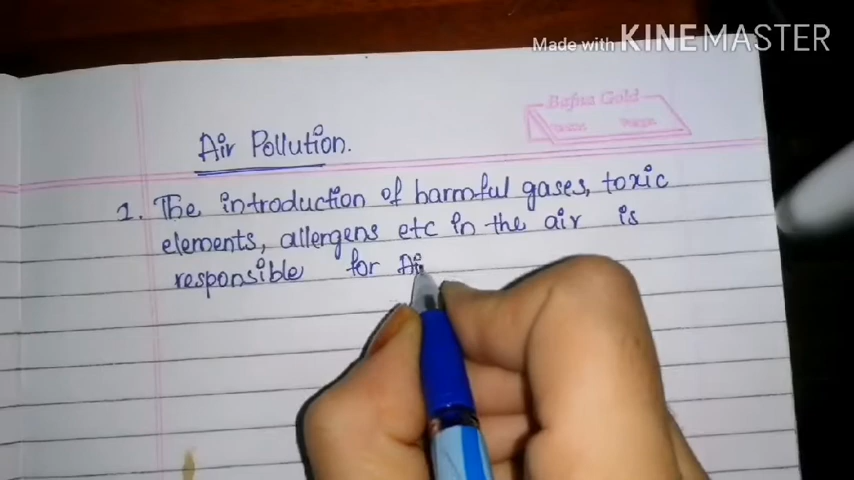 Made with KINEMASTER
Bafna Gold
Air Pollution.
1. The introduction of harmful gases, toxic
elements, allergens etc in the air is
responsible for Ai